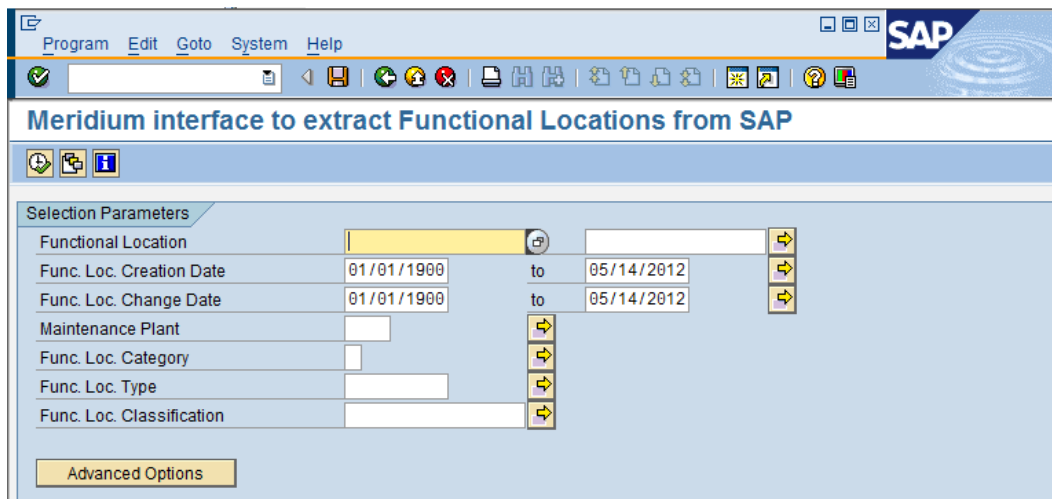 Program Edit Goto System Help
SAP
Meridium interface to extract Functional Locations from SAP
Selection Parameters
Functional Location
Func. Loc. Creation Date 01/01/1900 to 05/14/2012
Func. Loc. Change Date 01/01/1900 to 05/14/2012
Maintenance Plant
Func. Loc. Category
Func. Loc. Type
Func. Loc. Classification
Advanced Options